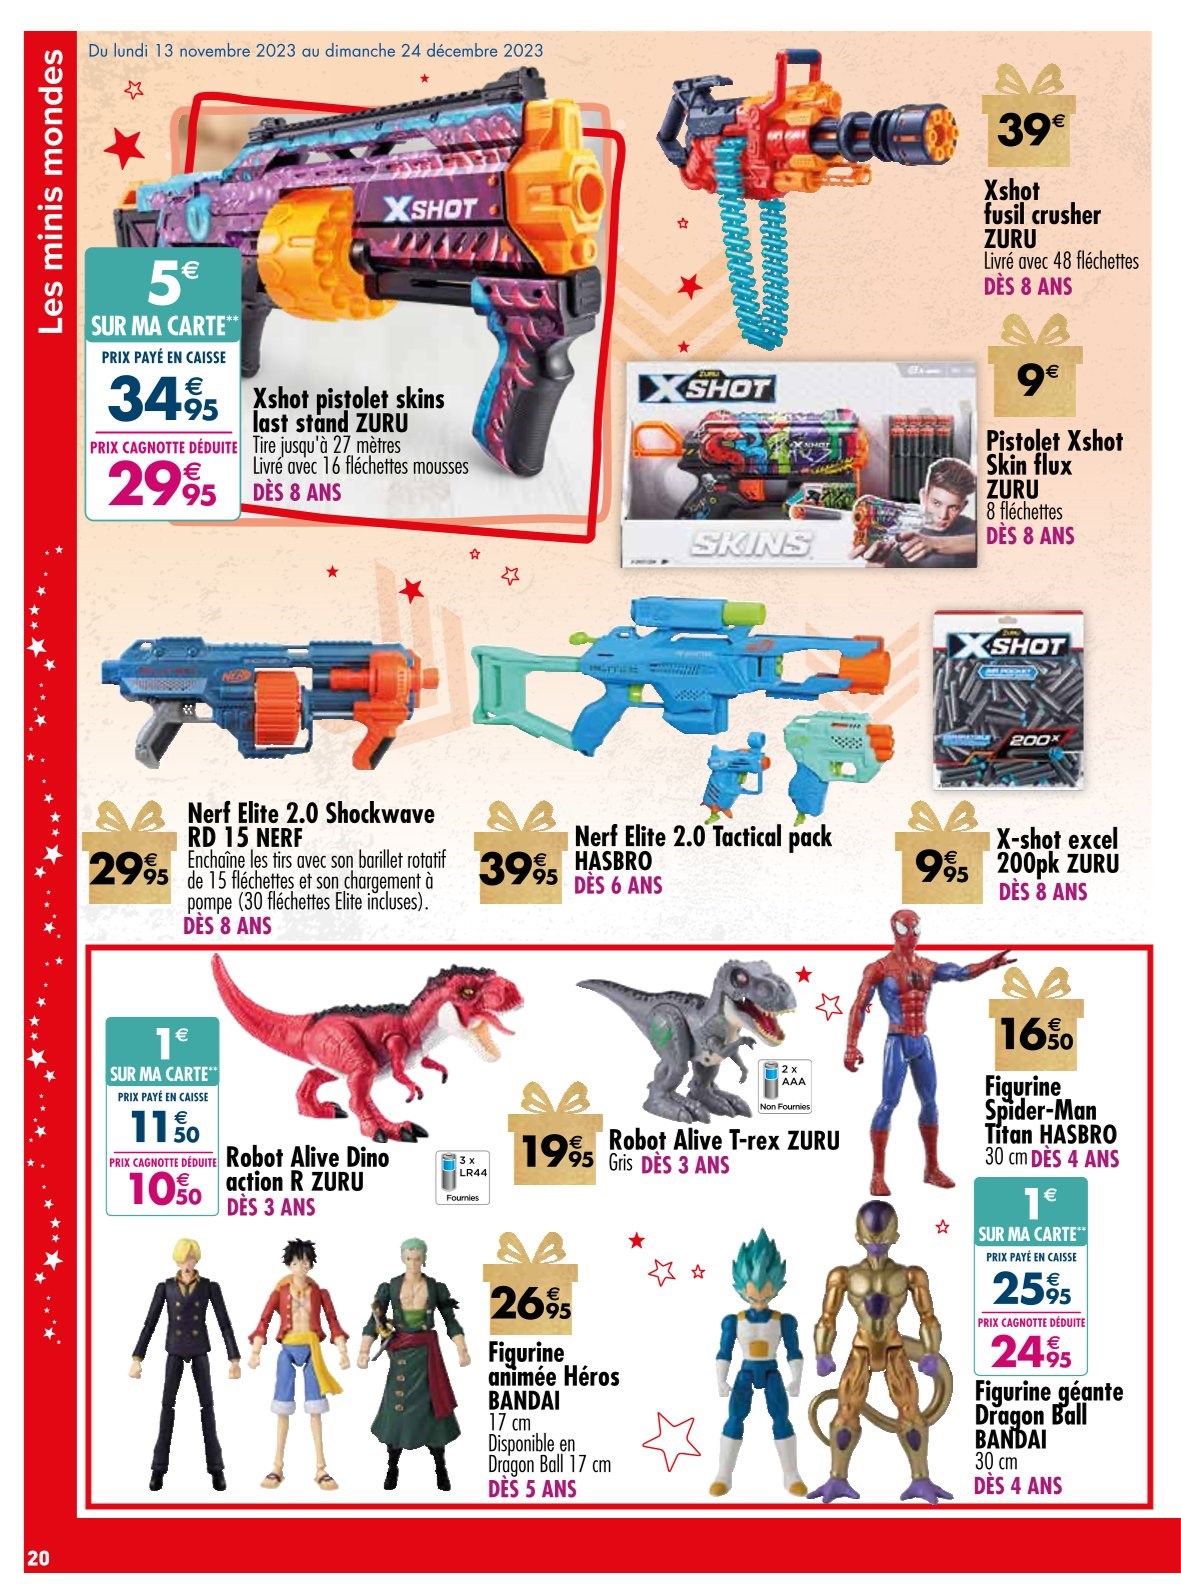 Les minis mondes
Du lundi 13 novembre 2023 au dimanche 24 décembre 2023
XSHOT
5€
SUR MA CARTE**
PRIX PAYÉ EN CAISSE
34€95
PRIX CAGNOTTE DÉDUITE
29€95
Xshot pistolet skins
last stand ZURU
Tire jusqu'à 27 mètres
Livré avec 16 fléchettes mousses
DÈS 8 ANS
39€
Xshot
fusil crusher
ZURU
Livré avec 48 fléchettes
DÈS 8 ANS
ZURU
XSHOT
XSHOT
SKINS
9€
Pistolet Xshot
Skin flux
ZURU
8 fléchettes
DÈS 8 ANS
NERF
29€95
Nerf Elite 2.0 Shockwave
RD 15 NERF
Enchaîne les tirs avec son barillet rotatif
de 15 fléchettes et son chargement à
pompe (30 fléchettes Elite incluses).
DÈS 8 ANS
39€95
Nerf Elite 2.0 Tactical pack
HASBRO
DÈS 6 ANS
ZURU
XSHOT
200x
9€95
X-shot excel
200pk ZURU
DÈS 8 ANS
1€
SUR MA CARTE**
PRIX PAYÉ EN CAISSE
11€50
PRIX CAGNOTTE DÉDUITE
10€50
Robot Alive Dino
action R ZURU
DÈS 3 ANS
3 x
LR44
Fournies
19€95
Robot Alive T-rex ZURU
Gris DÈS 3 ANS
2 x
AAA
Non Fournies
16€50
Figurine
Spider-Man
Titan HASBRO
30 cm DÈS 4 ANS
26€95
Figurine
animée Héros
BANDAI
17 cm
Disponible en
Dragon Ball 17 cm
DÈS 5 ANS
1€
SUR MA CARTE**
PRIX PAYÉ EN CAISSE
25€95
PRIX CAGNOTTE DÉDUITE
24€95
Figurine géante
Dragon Ball
BANDAI
30 cm
DÈS 4 ANS
20